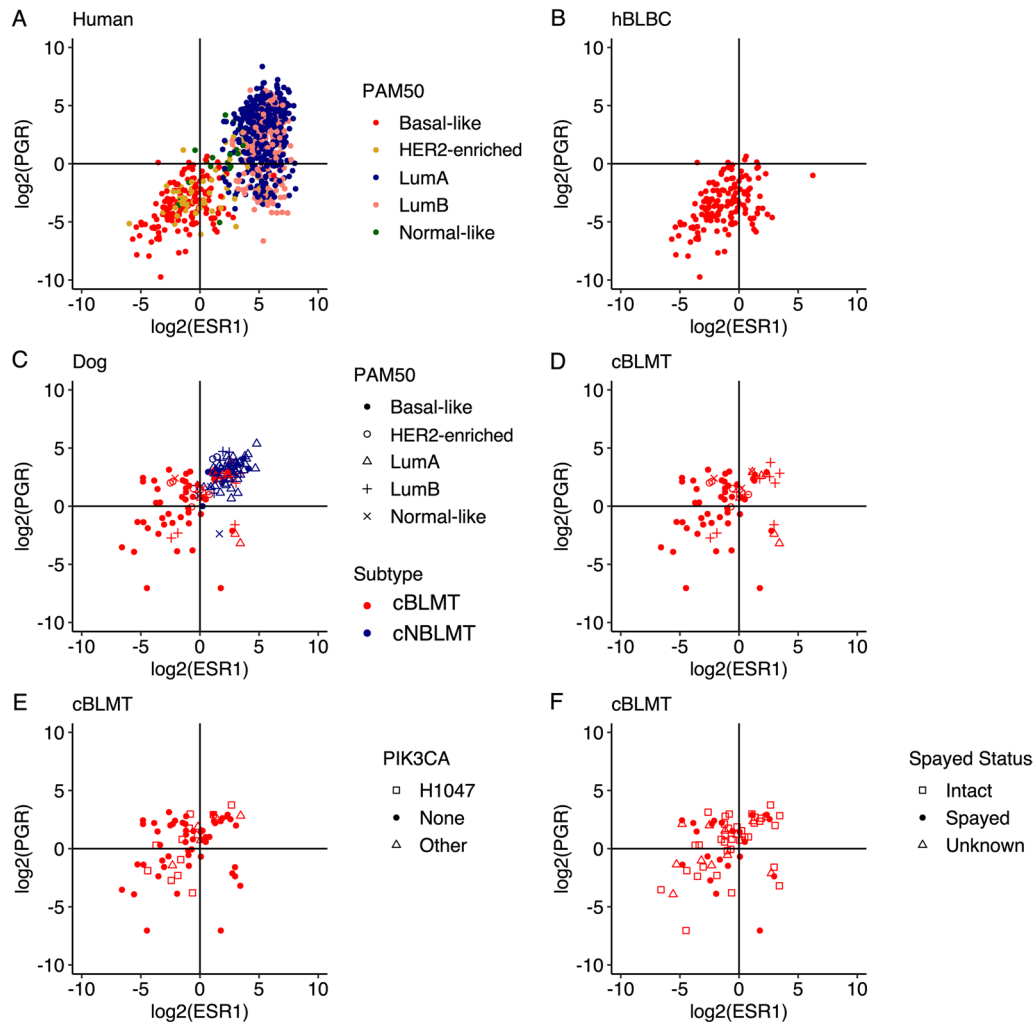 A Human
10
5
0
-5
-10
log2(PGR)
-10 -5 0 5 10
log2(ESR1)
PAM50
Basal-like
HER2-enriched
LumA
LumB
Normal-like
B hBLBC
10
5
0
-5
-10
log2(PGR)
-10 -5 0 5 10
log2(ESR1)
C Dog
10
5
0
-5
-10
log2(PGR)
-10 -5 0 5 10
log2(ESR1)
PAM50
Basal-like
HER2-enriched
LumA
LumB
Normal-like
Subtype
cBLMT
cNBLMT
D cBLMT
10
5
0
-5
-10
log2(PGR)
-10 -5 0 5 10
log2(ESR1)
E cBLMT
10
5
0
-5
-10
log2(PGR)
-10 -5 0 5 10
log2(ESR1)
PIK3CA
H1047
None
Other
F cBLMT
10
5
0
-5
-10
log2(PGR)
-10 -5 0 5 10
log2(ESR1)
Spayed Status
Intact
Spayed
Unknown